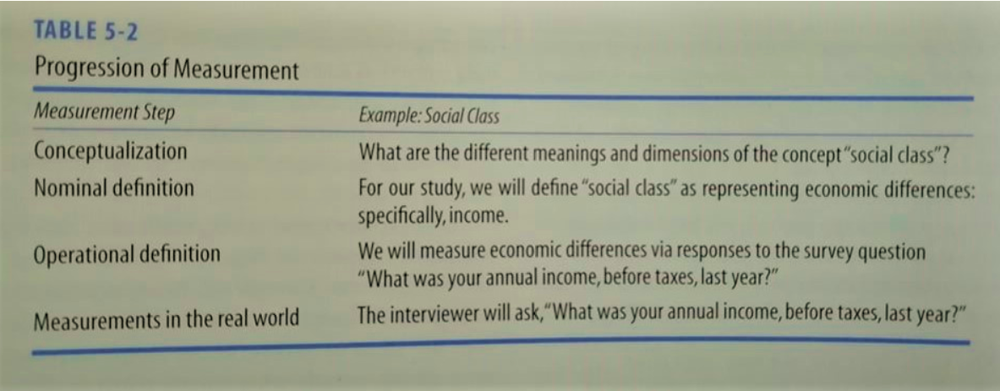 TABLE 5-2
Progression of Measurement
Measurement Step Example: Social Class
Conceptualization What are the different meanings and dimensions of the concept “social class”?
Nominal definition For our study, we will define “social class” as representing economic differences:
specifically, income.
Operational definition We will measure economic differences via responses to the survey question
“What was your annual income, before taxes, last year?”
Measurements in the real world The interviewer will ask, “What was your annual income, before taxes, last year?”